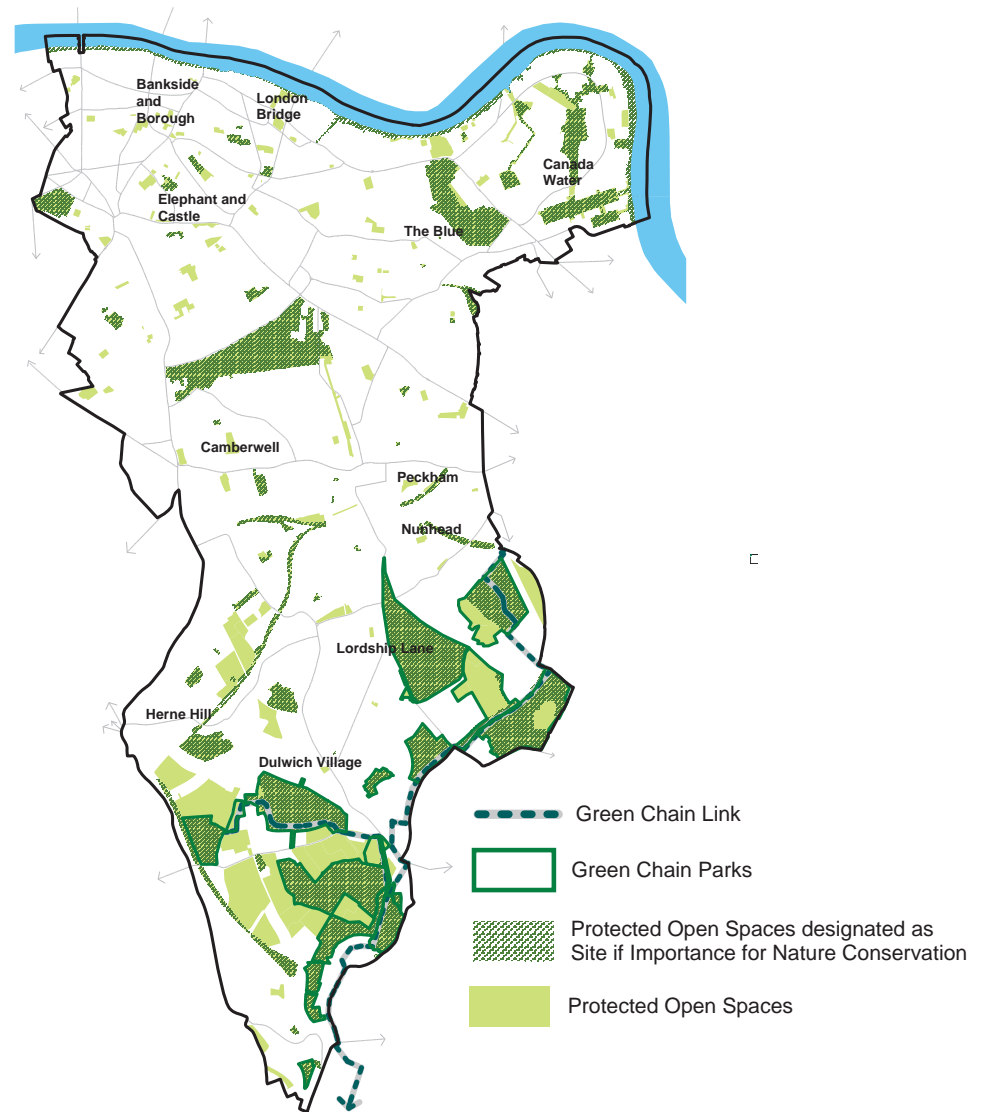 Bankside
and
Borough
London
Bridge
Canada
Water
Elephant and
Castle
The Blue
Camberwell
Peckham
Nunhead
Lordship Lane
Herne Hill
Dulwich Village
Green Chain Link
Green Chain Parks
Protected Open Spaces designated as
Site if Importance for Nature Conservation
Protected Open Spaces